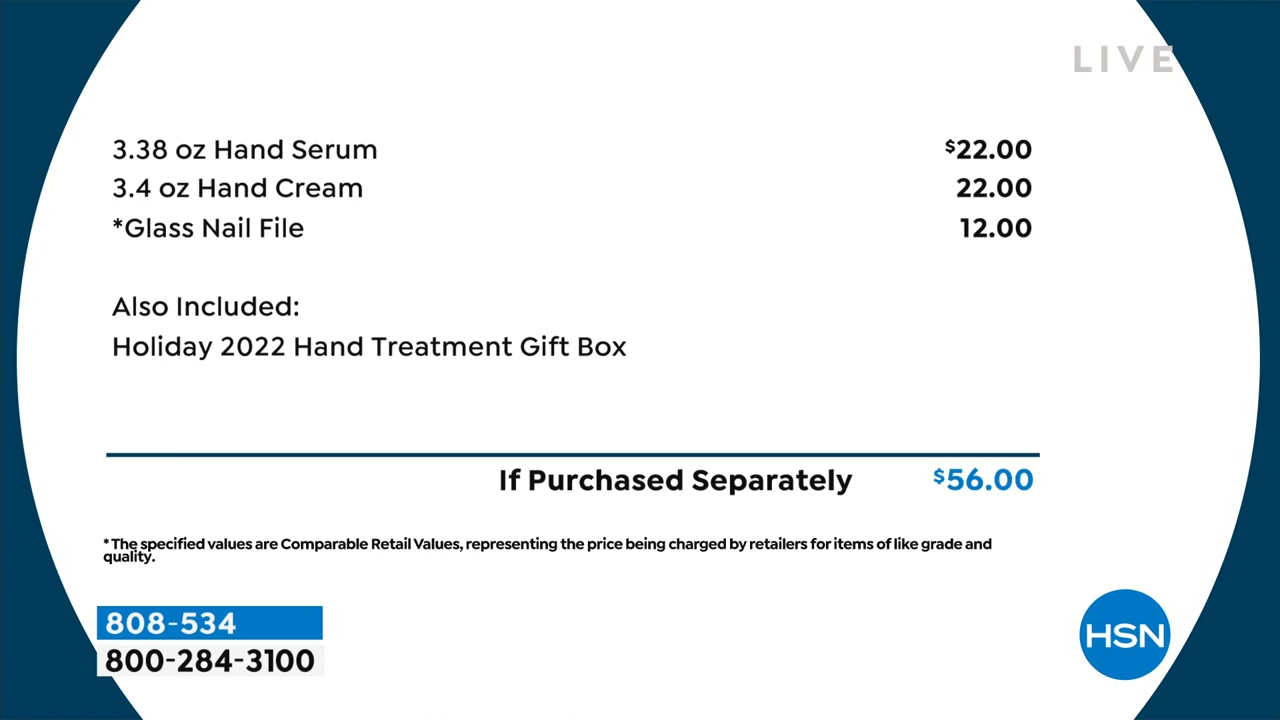 LIVE
3.38 oz Hand Serum $22.00
3.4 oz Hand Cream 22.00
*Glass Nail File 12.00
Also Included:
Holiday 2022 Hand Treatment Gift Box
If Purchased Separately $56.00
*The specified values are Comparable Retail Values, representing the price being charged by retailers for items of like grade and
quality.
808-534
800-284-3100
HSN